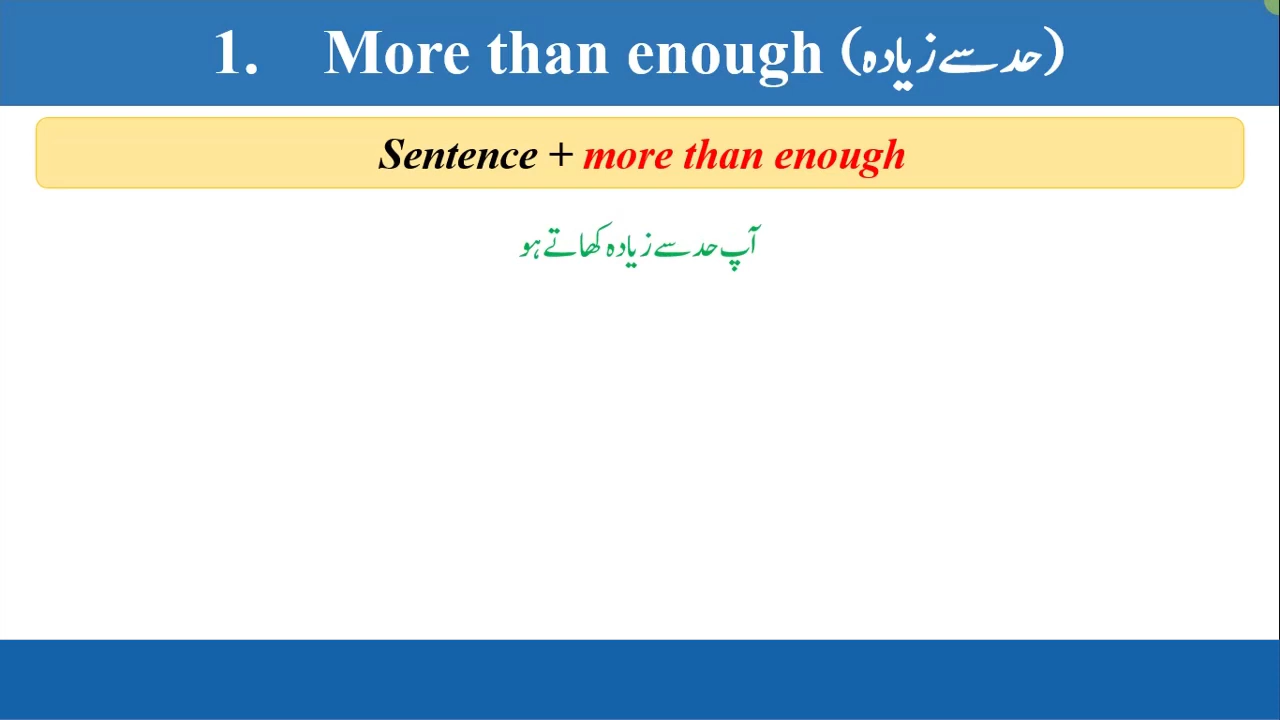 1. More than enough (حد سے زیادہ)
Sentence + more than enough
آپ حد سے زیادہ کھاتے ہو